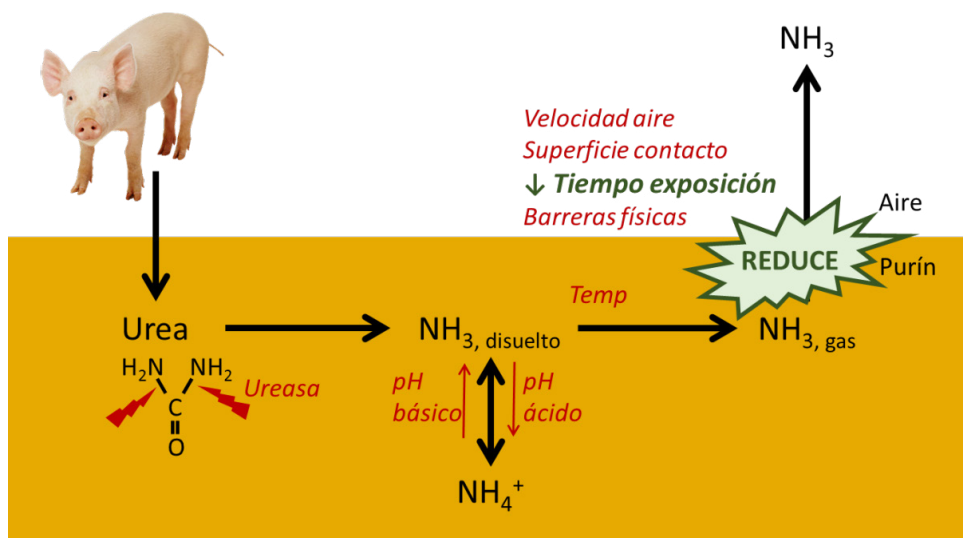 NH₃
Velocidad aire
Superficie contacto
↓ Tiempo exposición
Barreras físicas
Aire
REDUCE
Purín
Temp
Urea
NH₃, disuelto
NH₃, gas
H₂N
NH₂
Ureasa
C
O
pH básico
pH ácido
NH₄⁺